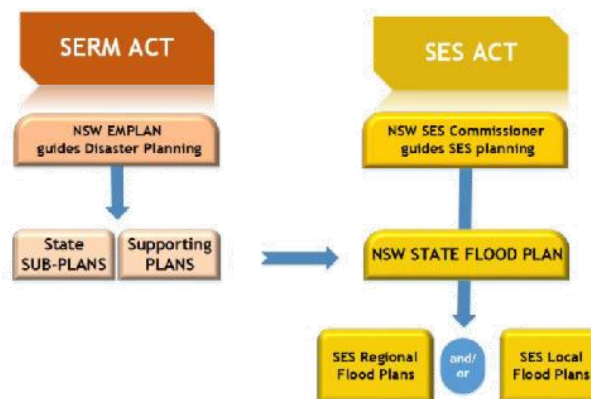 SERM ACT
NSW EMPLAN
guides Disaster Planning
State
SUB-PLANS
Supporting
PLANS
SES ACT
NSW SES Commissioner
guides SES planning
NSW STATE FLOOD PLAN
SES Regional
Flood Plans
and/
or
SES Local
Flood Plans